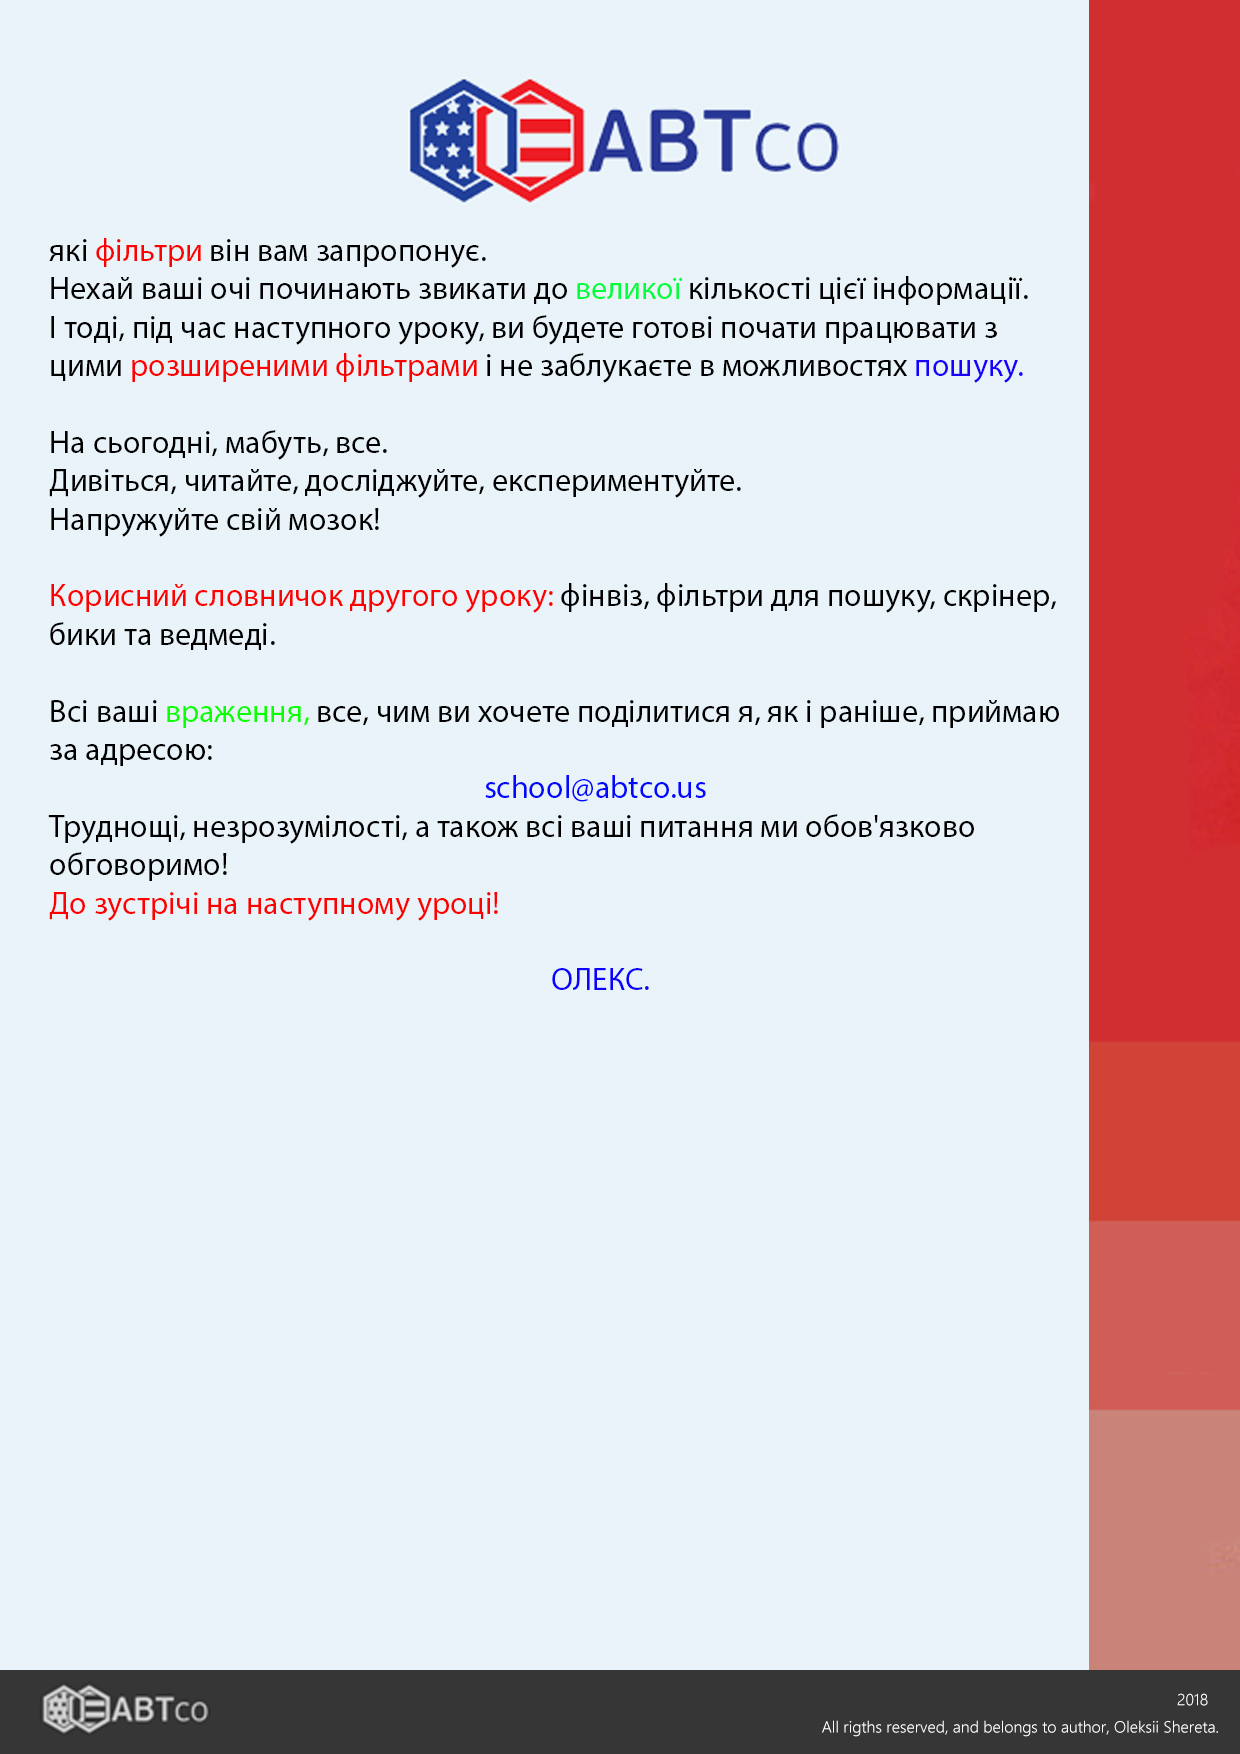 ABTco
які фільтри він вам запропонує.
Нехай ваші очі починають звикати до великої кількості цієї інформації.
І тоді, під час наступного уроку, ви будете готові почати працювати з
цими розширеними фільтрами і не заблукаєте в можливостях пошуку.
На сьогодні, мабуть, все.
Дивіться, читайте, досліджуйте, експериментуйте.
Напружуйте свій мозок!
Корисний словничок другого уроку: фінвіз, фільтри для пошуку, скрінер,
бики та ведмеді.
Всі ваші враження, все, чим ви хочете поділитися я, як і раніше, приймаю
за адресою:
school@abtco.us
Труднощі, незрозумілості, а також всі ваші питання ми обов'язково
обговоримо!
До зустрічі на наступному уроці!
ОЛЕКС.
ABTco
2018
All rigths reserved, and belongs to author, Oleksii Shereta.